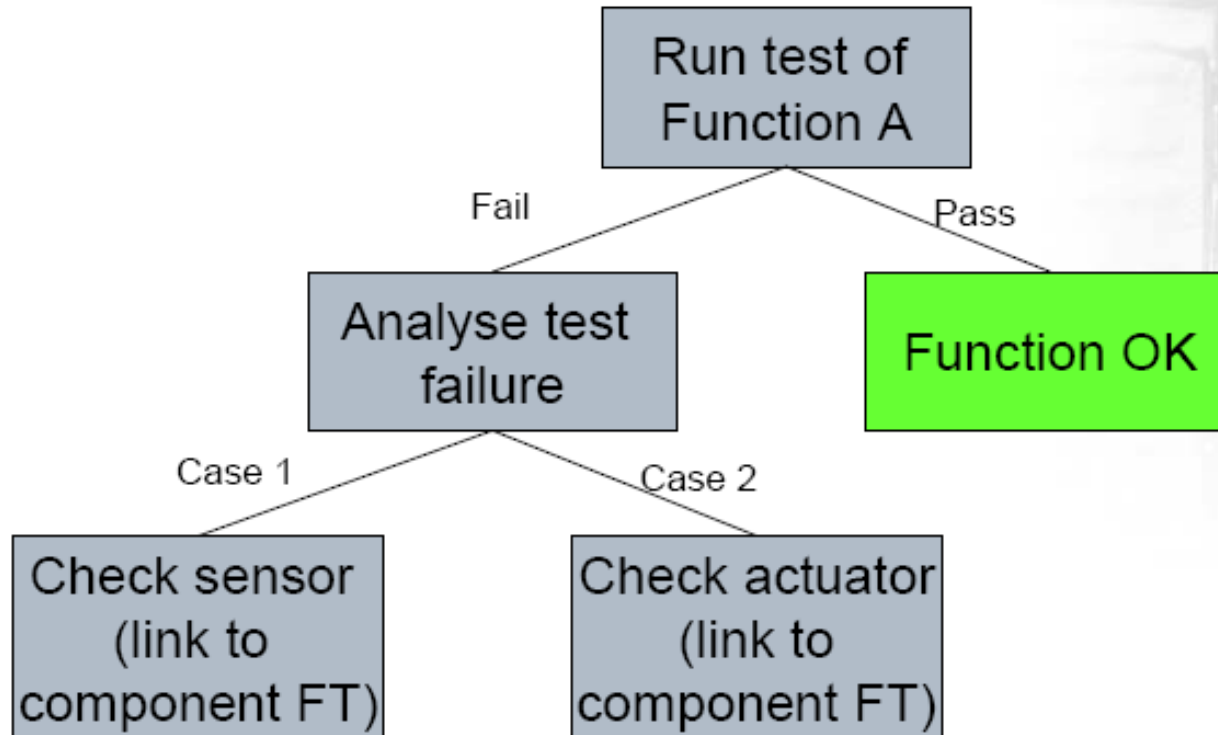 Run test of
Function A
Fail
Pass
Analyse test
failure
Function OK
Case 1
Case 2
Check sensor
(link to
component FT)
Check actuator
(link to
component FT)